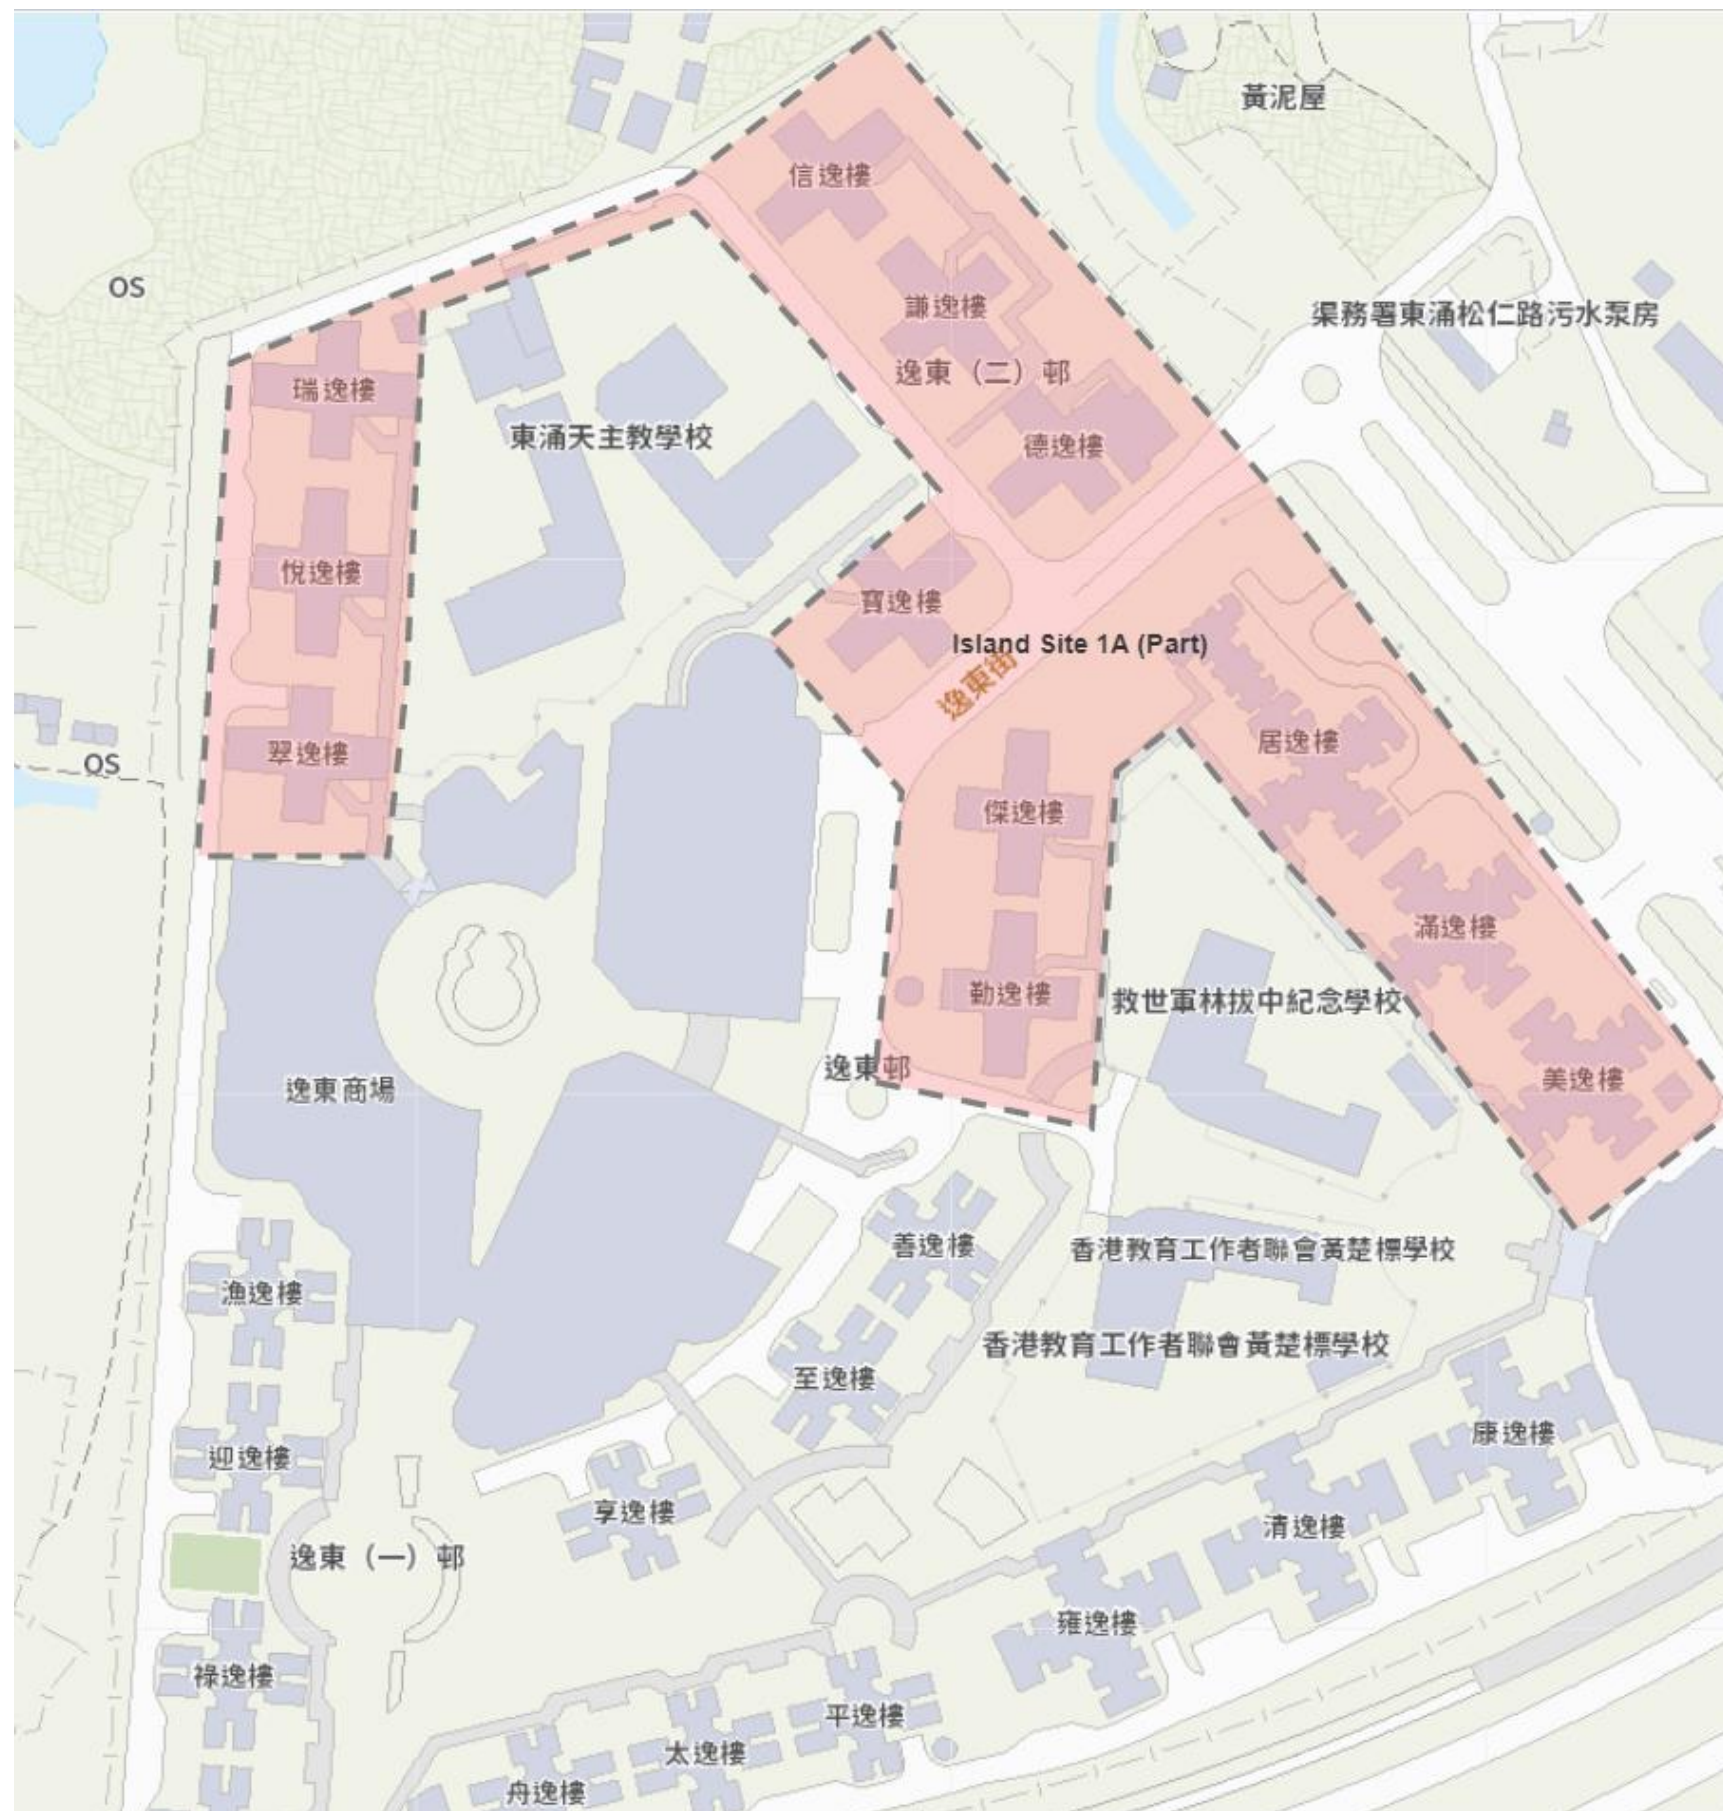 黃泥屋
信逸樓
OS
謙逸樓
渠務署東涌松仁路污水泵房
逸東（二）邨
瑞逸樓
東涌天主教學校
德逸樓
悅逸樓
寶逸樓
Island Site 1A (Part)
逸東街
居逸樓
翠逸樓
OS
傑逸樓
滿逸樓
勤逸樓
救世軍林拔中紀念學校
逸東邨
美逸樓
逸東商場
善逸樓
香港教育工作者聯會黃楚標學校
漁逸樓
香港教育工作者聯會黃楚標學校
至逸樓
康逸樓
迎逸樓
享逸樓
清逸樓
逸東（一）邨
雍逸樓
祿逸樓
平逸樓
太逸樓
舟逸樓